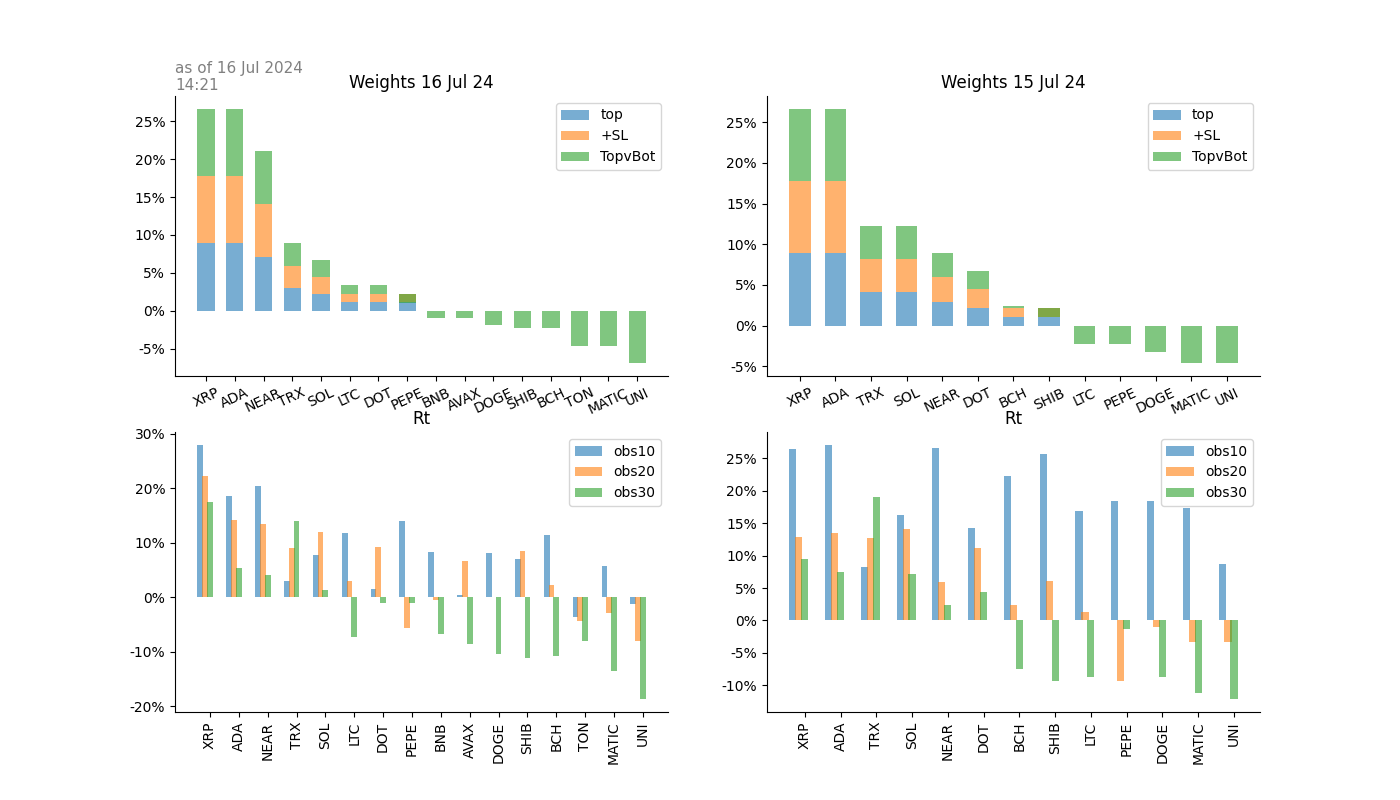 as of 16 Jul 2024
14:21
Weights 16 Jul 24
25%
20%
15%
10%
5%
0%
-5%
top
+SL
TopvBot
XRP ADA NEAR TRX SOL LTC DOT PEPE BNB AVAX DOGE SHIB BCH TON MATIC UNI
Weights 15 Jul 24
25%
20%
15%
10%
5%
0%
-5%
top
+SL
TopvBot
XRP ADA TRX SOL NEAR DOT BCH SHIB LTC PEPE DOGE MATIC UNI
Rt
30%
20%
10%
0%
-10%
-20%
obs10
obs20
obs30
XRP ADA NEAR TRX SOL LTC DOT PEPE BNB AVAX DOGE SHIB BCH TON MATIC UNI
Rt
25%
20%
15%
10%
5%
0%
-5%
-10%
obs10
obs20
obs30
XRP ADA TRX SOL NEAR DOT BCH SHIB LTC PEPE DOGE MATIC UNI